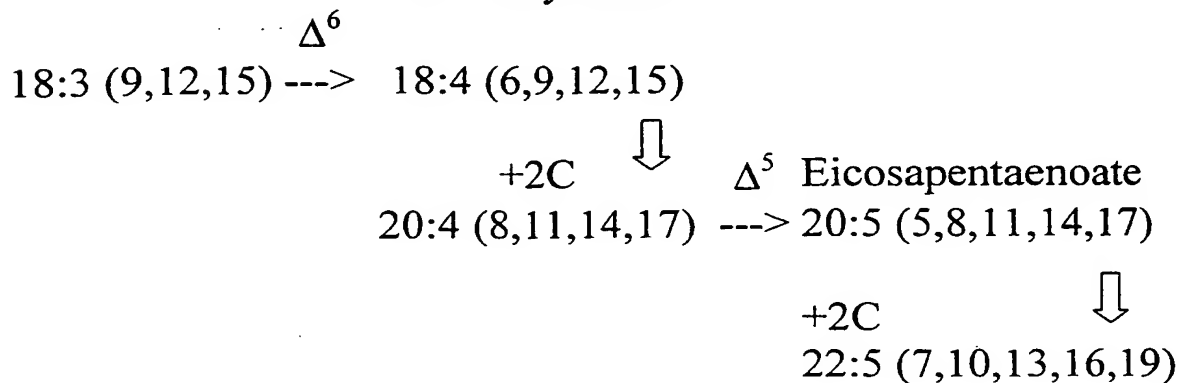 Δ⁶
18:3 (9,12,15) ---> 18:4 (6,9,12,15)
+2C Δ⁵ Eicosapentaenoate
20:4 (8,11,14,17) ---> 20:5 (5,8,11,14,17)
+2C
22:5 (7,10,13,16,19)